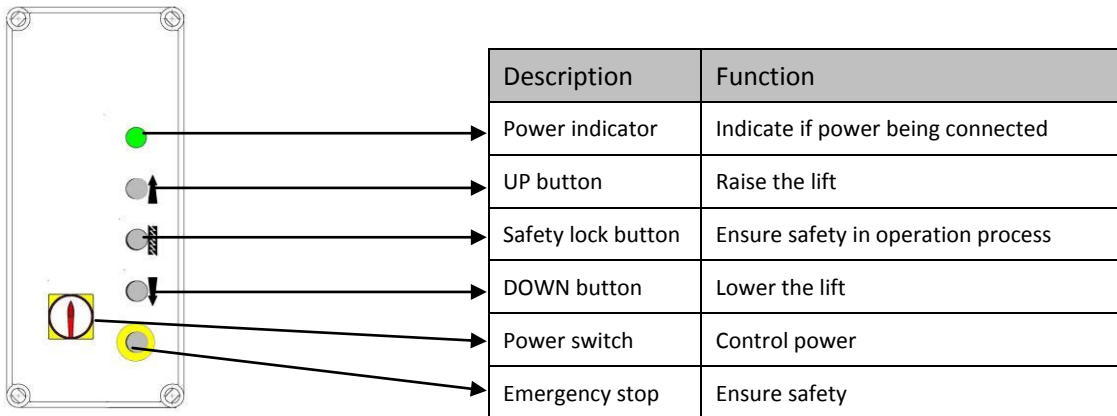 Description Function
Power indicator Indicate if power being connected
UP button Raise the lift
Safety lock button Ensure safety in operation process
DOWN button Lower the lift
Power switch Control power
Emergency stop Ensure safety